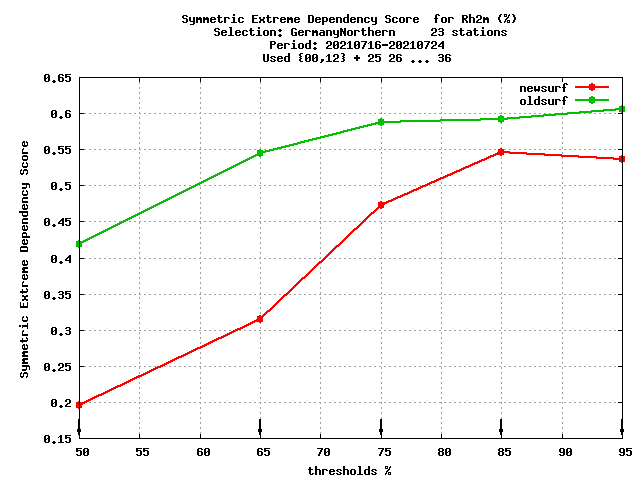 Symmetric Extreme Dependency Score  for Rh2m (%)
Selection: GermanyNorthern     23 stations
Period: 20210716-20210724
Used {00,12} + 25 26 ... 36
newsurf
oldsurf
Symmetric Extreme Dependency Score
0.65
0.6
0.55
0.5
0.45
0.4
0.35
0.3
0.25
0.2
0.15
50 55 60 65 70 75 80 85 90 95
thresholds %